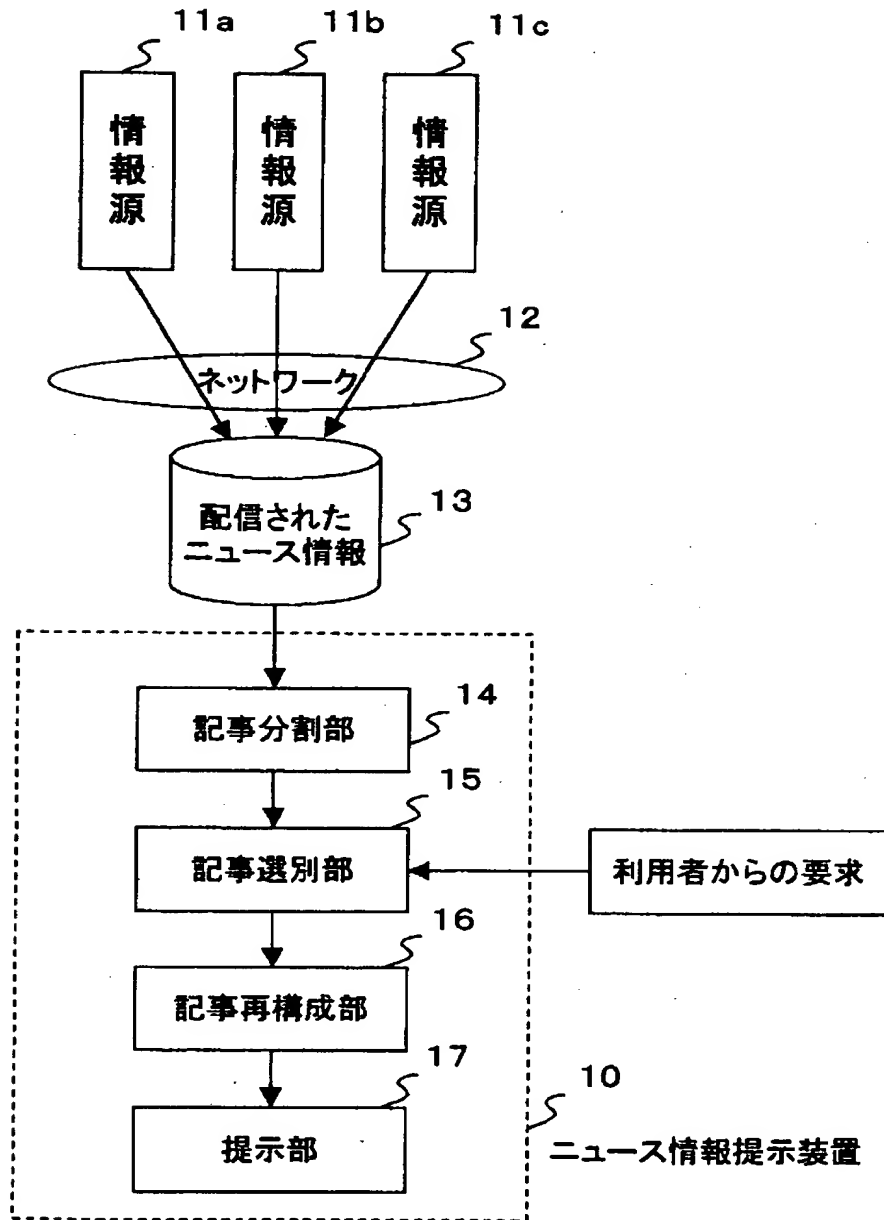 11a
11b
11c
情報源
情報源
情報源
12
ネットワーク
13
配信された
ニュース情報
14
記事分割部
15
記事選別部
利用者からの要求
16
記事再構成部
17
提示部
10
ニュース情報提示装置